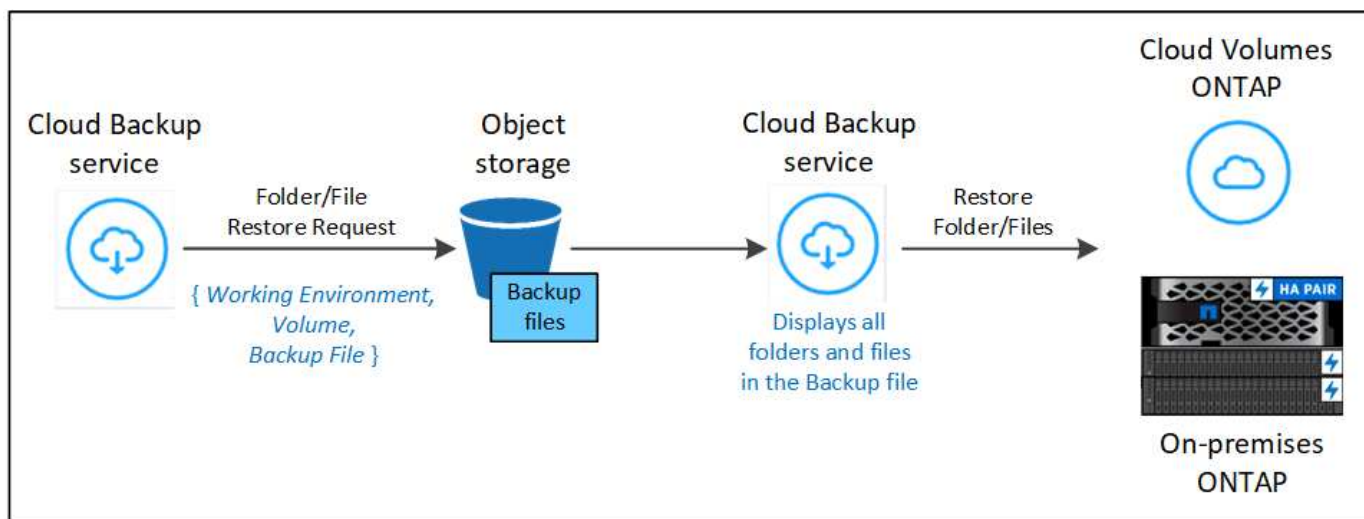 Cloud Backup
service
Folder/File
Restore Request
{ Working Environment,
Volume,
Backup File }
Object
storage
Backup
files
Cloud Backup
service
Displays all
folders and files
in the Backup file
Restore
Folder/Files
Cloud Volumes
ONTAP
HA PAIR
On-premises
ONTAP